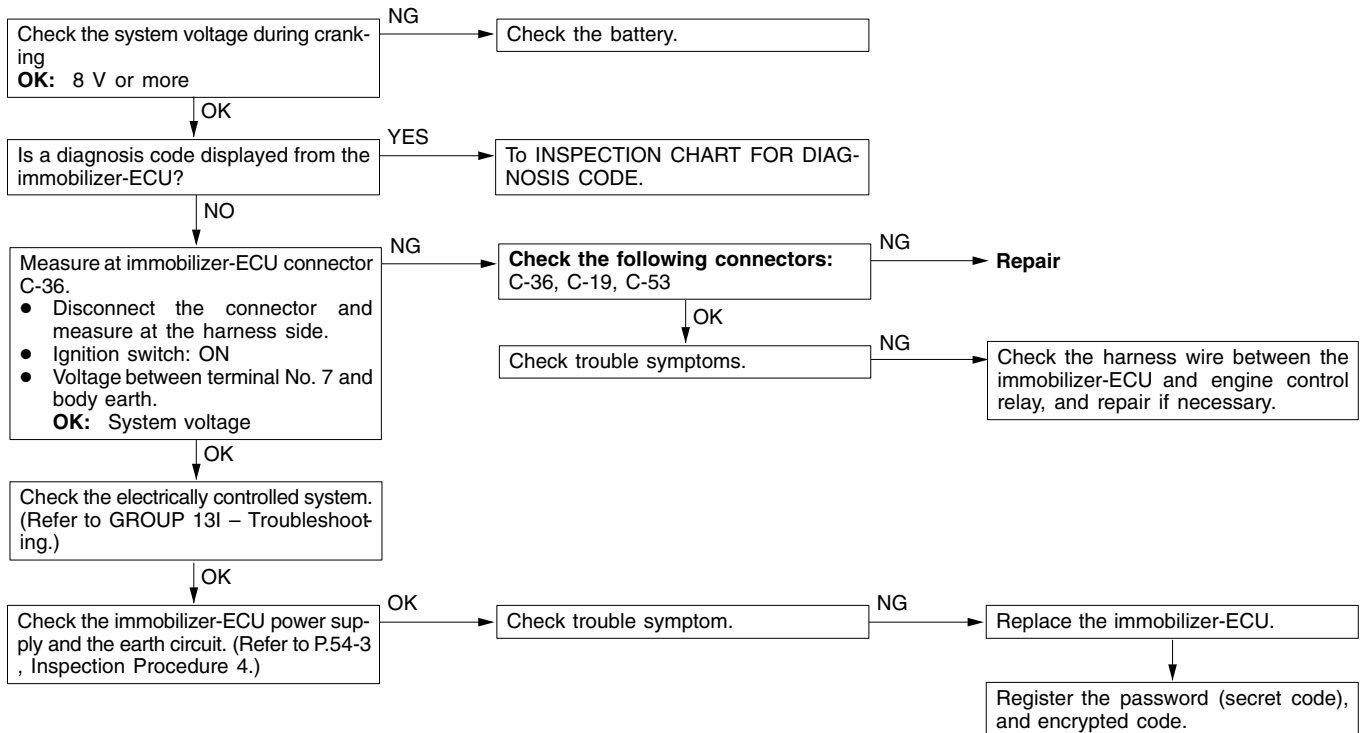 NG
Check the system voltage during crank-
ing
OK: 8 V or more
Check the battery.
OK
YES
Is a diagnosis code displayed from the
immobilizer-ECU?
To INSPECTION CHART FOR DIAG-
NOSIS CODE.
NO
NG
NG
Measure at immobilizer-ECU connector
C-36.
● Disconnect the connector and
measure at the harness side.
● Ignition switch: ON
● Voltage between terminal No. 7 and
body earth.
OK: System voltage
Check the following connectors:
C-36, C-19, C-53
Repair
OK
NG
Check trouble symptoms.
Check the harness wire between the
immobilizer-ECU and engine control
relay, and repair if necessary.
OK
Check the electrically controlled system.
(Refer to GROUP 13I – Troubleshoot-
ing.)
OK
OK
NG
Check the immobilizer-ECU power sup-
ply and the earth circuit. (Refer to P.54-3
, Inspection Procedure 4.)
Check trouble symptom.
Replace the immobilizer-ECU.
Register the password (secret code),
and encrypted code.